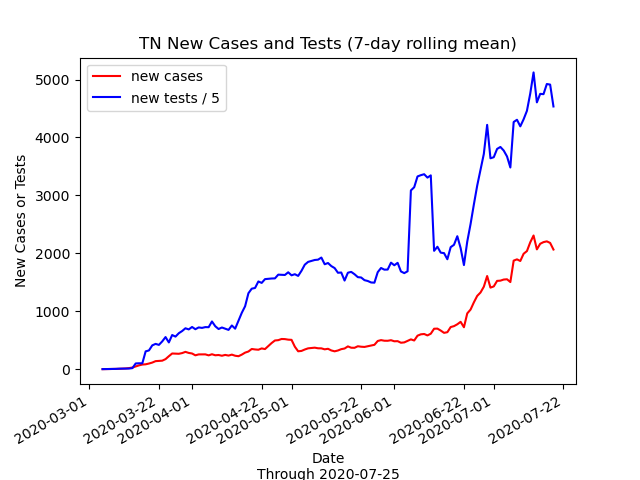 TN New Cases and Tests (7-day rolling mean)
new cases
new tests / 5
New Cases or Tests
5000
4000
3000
2000
1000
0
2020-03-01
2020-03-22
2020-04-01
2020-04-22
2020-05-01
2020-05-22
2020-06-01
2020-06-22
2020-07-01
2020-07-22
Date
Through 2020-07-25